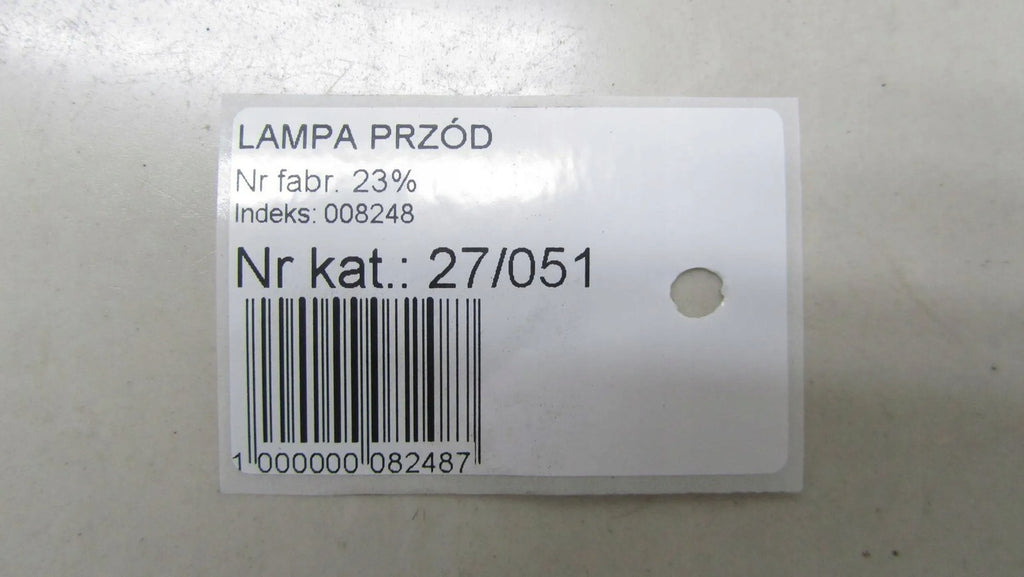 LAMPA PRZÓD
Nr fabr. 23%
Indeks: 008248
Nr kat.: 27/051
1 000000 082487